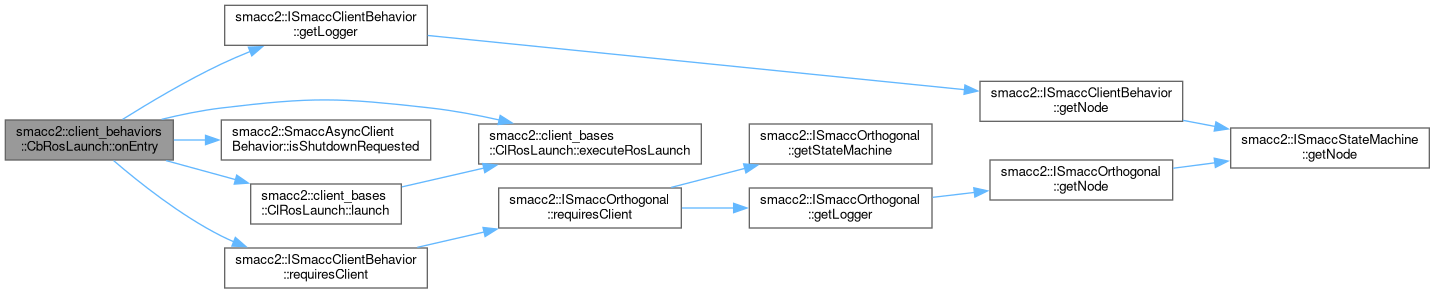 smacc2::ISmaccClientBehavior
::getLogger
smacc2::ISmaccClientBehavior
::getNode
smacc2::client_behaviors
::CbRosLaunch::onEntry
smacc2::SmaccAsyncClient
Behavior::isShutdownRequested
smacc2::client_bases
::ClRosLaunch::executeRosLaunch
smacc2::ISmaccOrthogonal
::getStateMachine
smacc2::ISmaccStateMachine
::getNode
smacc2::client_bases
::ClRosLaunch::launch
smacc2::ISmaccOrthogonal
::requiresClient
smacc2::ISmaccOrthogonal
::getLogger
smacc2::ISmaccOrthogonal
::getNode
smacc2::ISmaccClientBehavior
::requiresClient